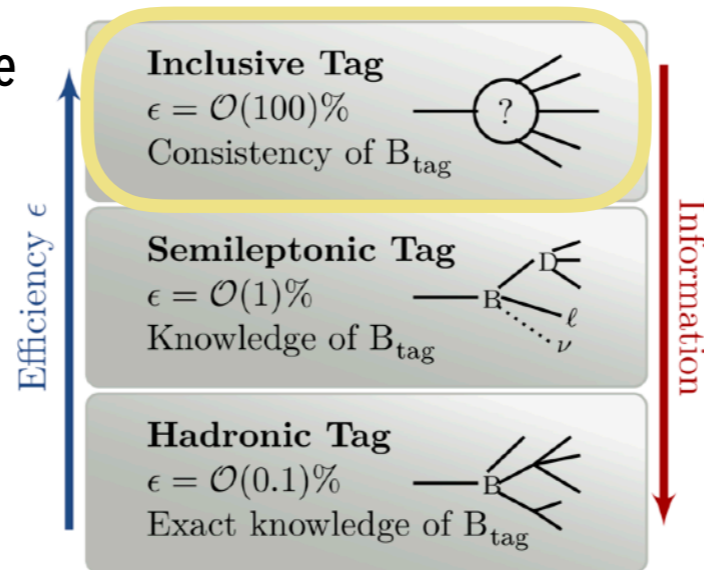 e
Inclusive Tag
ϵ = 𝒪(100)%
?
Consistency of B_tag
Semileptonic Tag
ϵ = 𝒪(1)%
Knowledge of B_tag
B
D
ℓ
ν
Hadronic Tag
ϵ = 𝒪(0.1)%
Exact knowledge of B_tag
B
Efficiency ϵ
Information